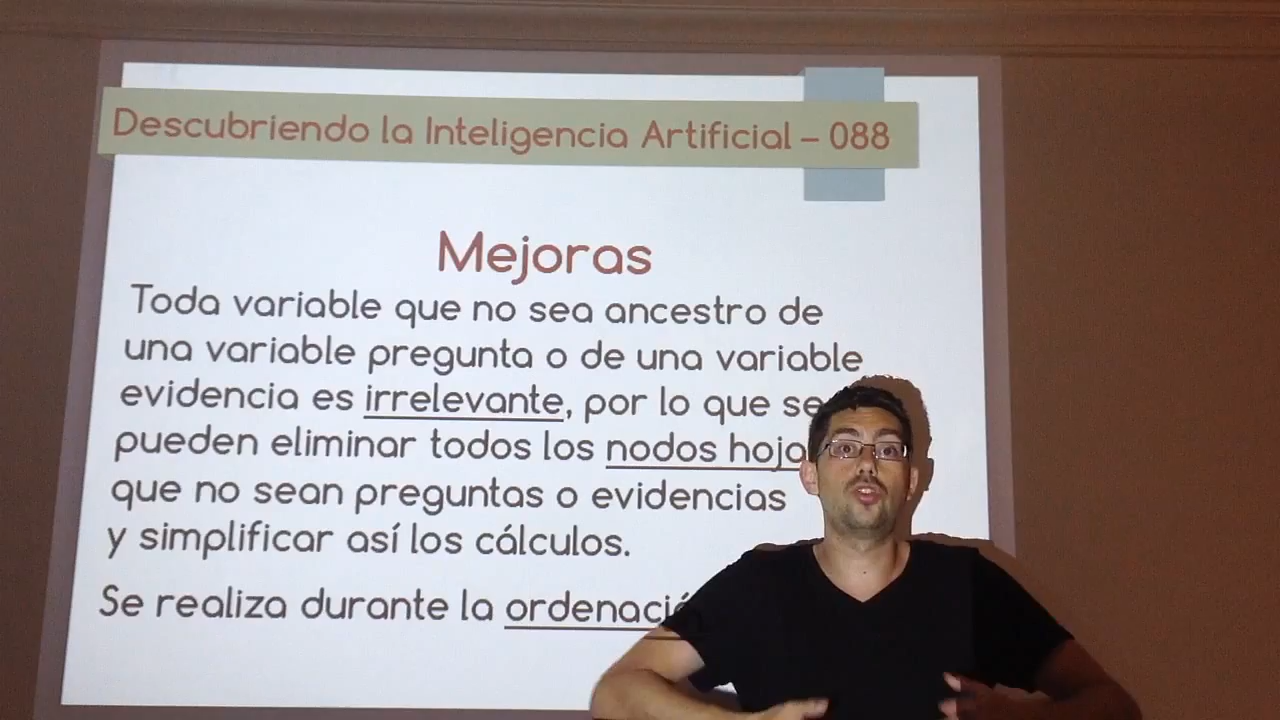 Descubriendo la Inteligencia Artificial – 088
Mejoras
Toda variable que no sea ancestro de
una variable pregunta o de una variable
evidencia es irrelevante, por lo que se
pueden eliminar todos los nodos hoja
que no sean preguntas o evidencias
y simplificar así los cálculos.
Se realiza durante la